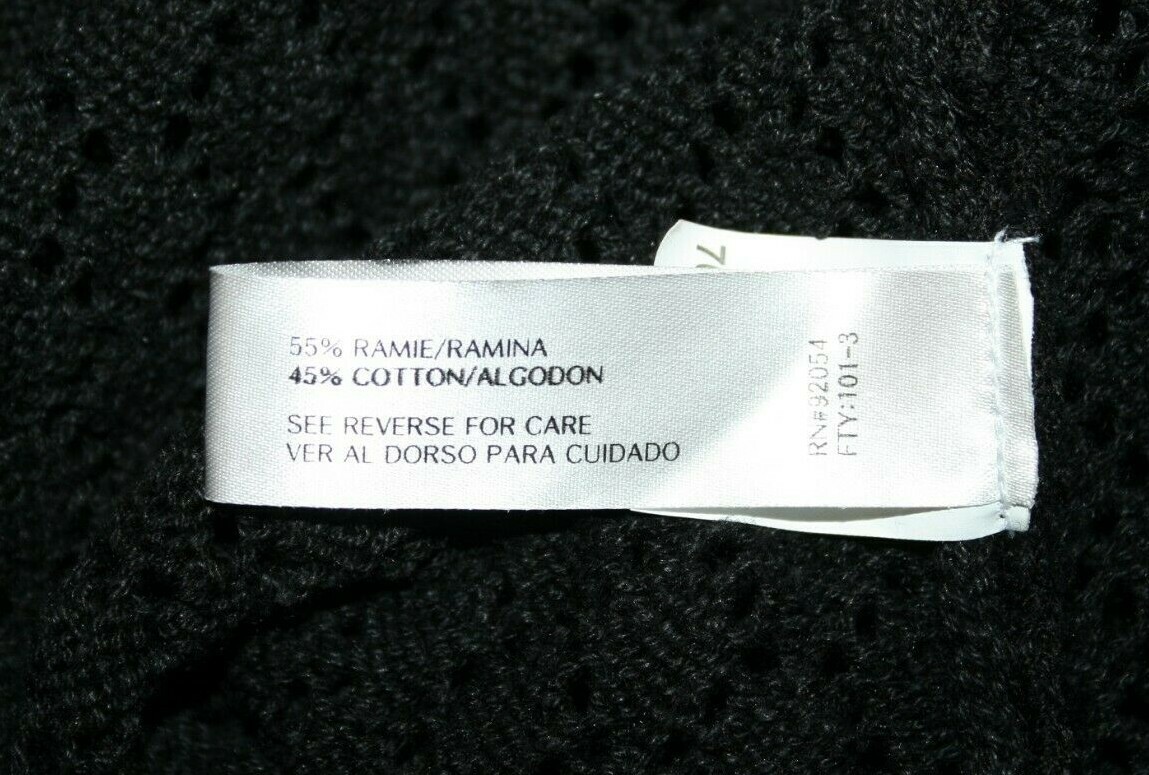 55% RAMIE/RAMINA
45% COTTON/ALGODON
SEE REVERSE FOR CARE
VER AL DORSO PARA CUIDADO
RN#92054
FTY:101-3